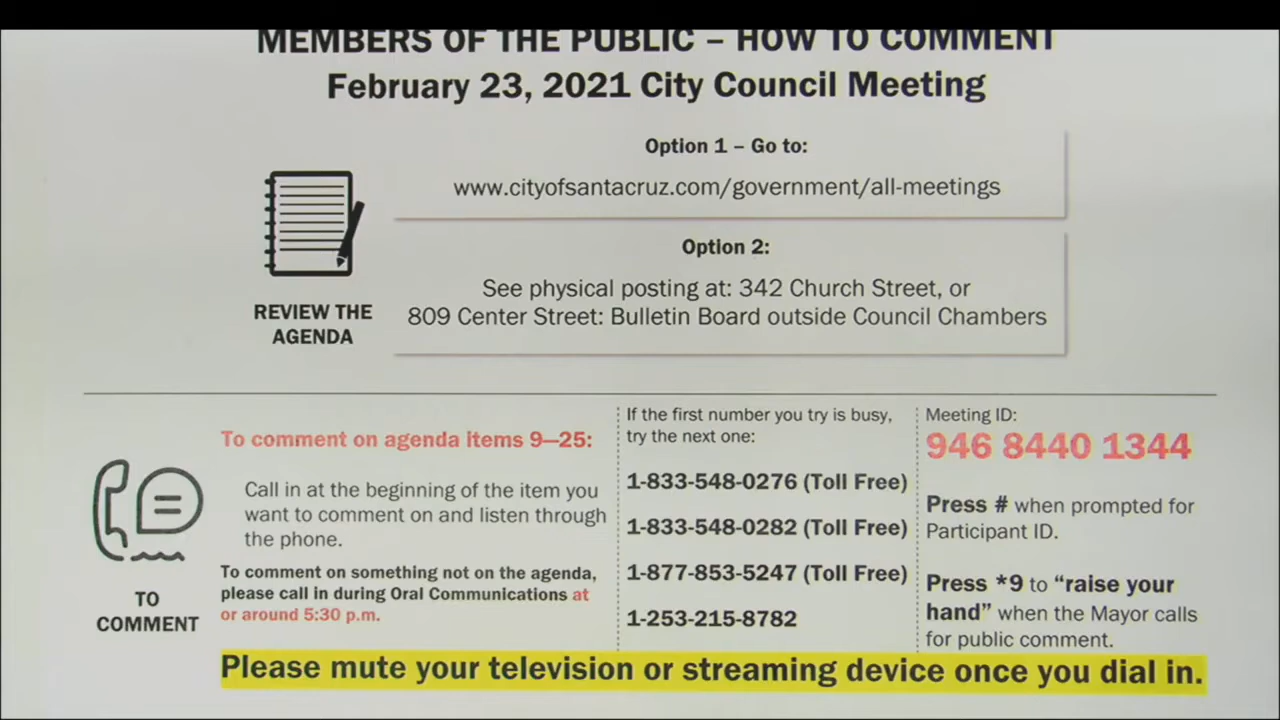 MEMBERS OF THE PUBLIC – HOW TO COMMENT
February 23, 2021 City Council Meeting
Option 1 – Go to:
www.cityofsantacruz.com/government/all-meetings
Option 2:
See physical posting at: 342 Church Street, or
809 Center Street: Bulletin Board outside Council Chambers
REVIEW THE
AGENDA
To comment on agenda items 9—25:
Call in at the beginning of the item you
want to comment on and listen through
the phone.
To comment on something not on the agenda,
please call in during Oral Communications at
or around 5:30 p.m.
TO
COMMENT
If the first number you try is busy,
try the next one:
1-833-548-0276 (Toll Free)
1-833-548-0282 (Toll Free)
1-877-853-5247 (Toll Free)
1-253-215-8782
Meeting ID:
946 8440 1344
Press # when prompted for
Participant ID.
Press *9 to “raise your
hand” when the Mayor calls
for public comment.
Please mute your television or streaming device once you dial in.